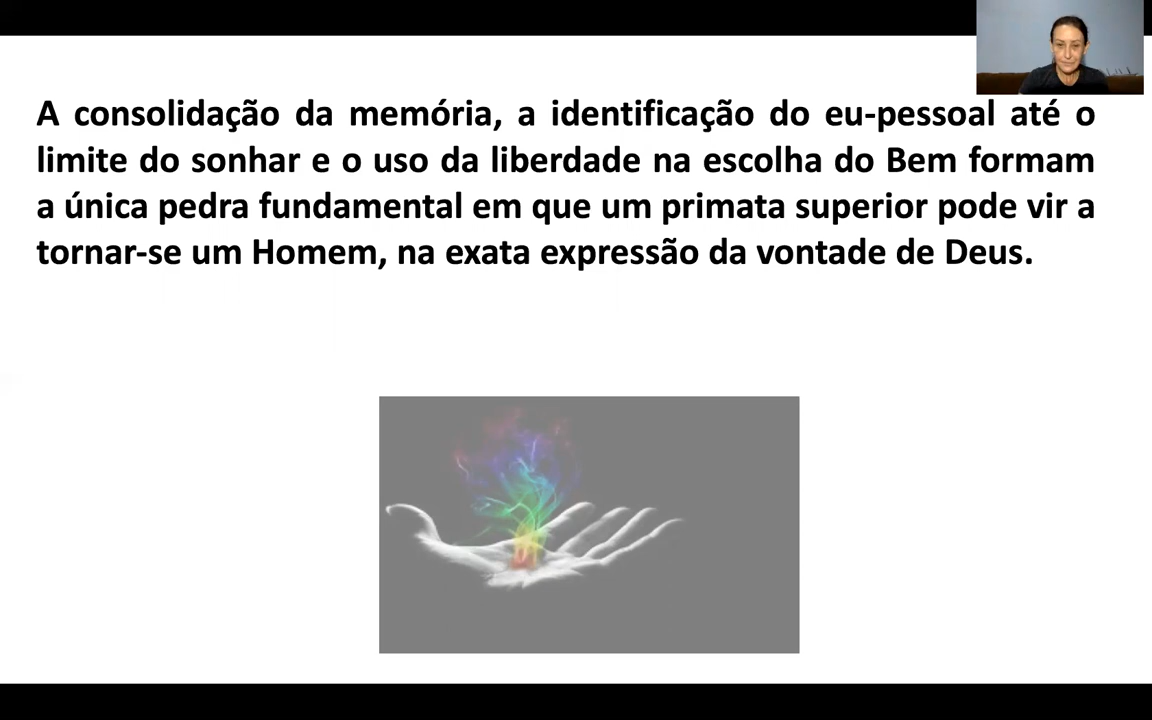 A consolidação da memória, a identificação do eu-pessoal até o
limite do sonhar e o uso da liberdade na escolha do Bem formam
a única pedra fundamental em que um primata superior pode vir a
tornar-se um Homem, na exata expressão da vontade de Deus.